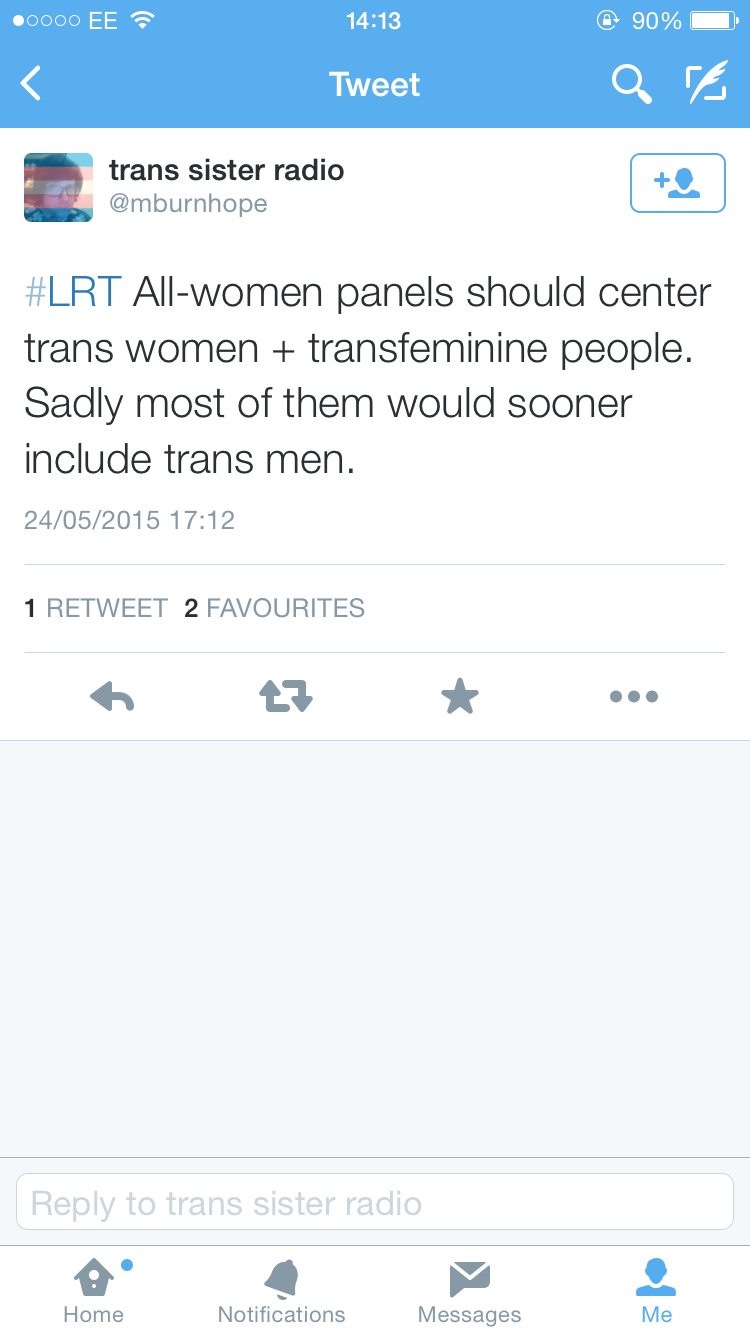 EE 14:13 90%
Tweet
trans sister radio
@mburnhope
#LRT All-women panels should center
trans women + transfeminine people.
Sadly most of them would sooner
include trans men.
24/05/2015 17:12
1 RETWEET 2 FAVOURITES
Reply to trans sister radio
Home Notifications Messages Me